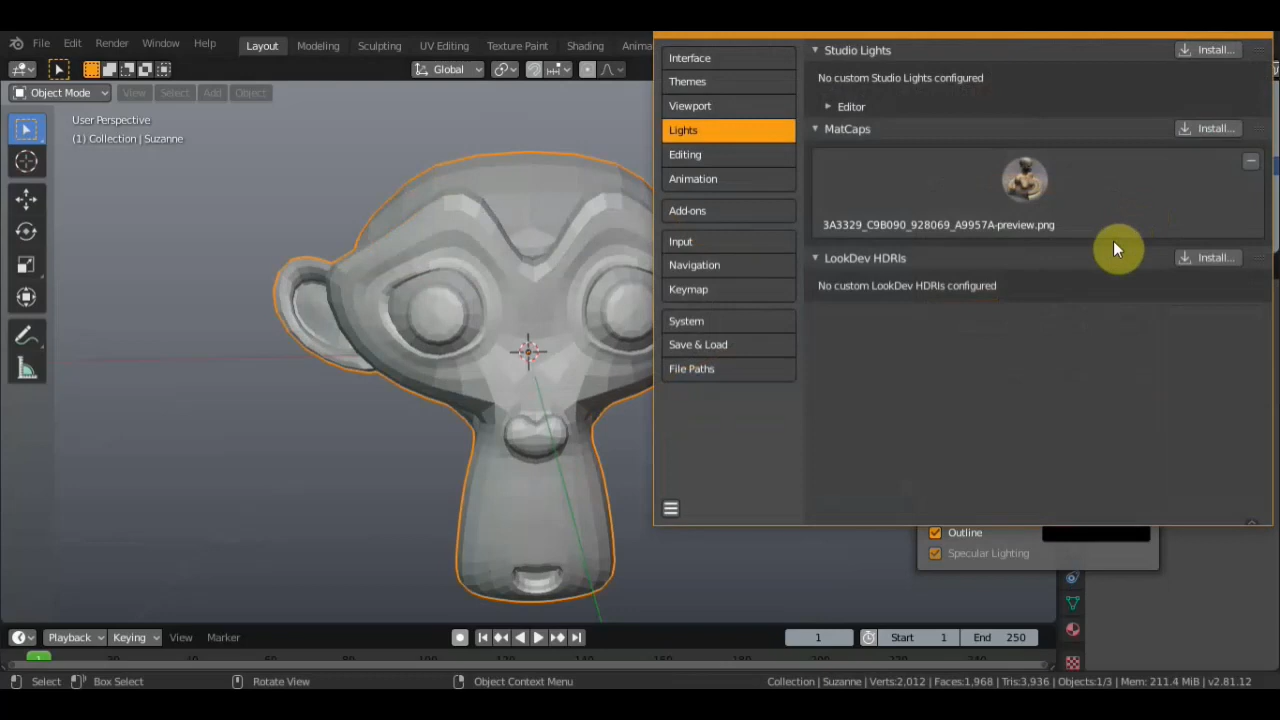 File Edit Render Window Help Layout Modeling Sculpting UV Editing Texture Paint Shading Anima
Global
Object Mode View Select Add Object
User Perspective
(1) Collection | Suzanne
Interface
Themes
Viewport
Lights
Editing
Animation
Add-ons
Input
Navigation
Keymap
System
Save & Load
File Paths
Studio Lights Install...
No custom Studio Lights configured
Editor
MatCaps Install...
3A3329_C9B090_928069_A9957A-preview.png
LookDev HDRIs Install...
No custom LookDev HDRIs configured
Outline
Specular Lighting
Playback Keying View Marker 1 Start 1 End 250
1
Select Box Select Rotate View Object Context Menu Collection | Suzanne | Verts:2,012 | Faces:1,968 | Tris:3,936 | Objects:1/3 | Mem: 211.4 MiB | v2.81.12